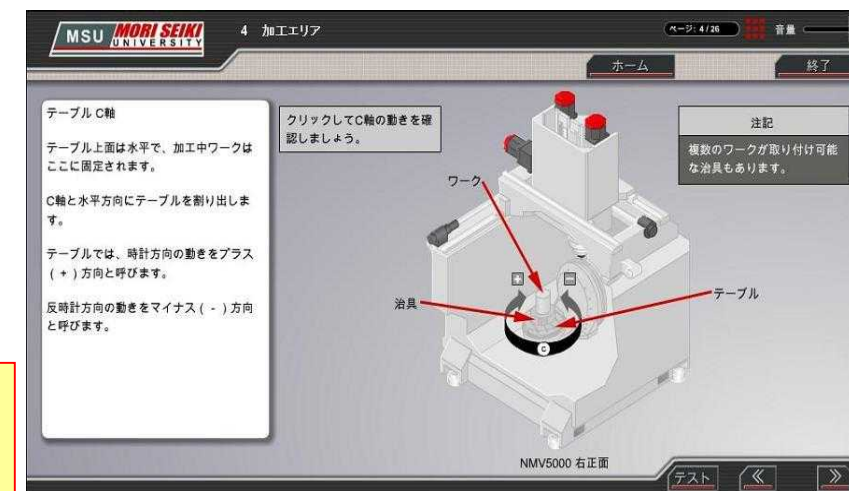 MSU MORI SEIKI
UNIVERSITY
4 加工エリア
ページ: 4/26
音量
ホーム
終了
テーブル C軸
テーブル上面は水平で、加工中ワークは
ここに固定されます。
C軸と水平方向にテーブルを割り出しま
す。
テーブルでは、時計方向の動きをプラス
( + ) 方向と呼びます。
反時計方向の動きをマイナス ( - ) 方向
と呼びます。
クリックしてC軸の動きを確
認しましょう。
注記
複数のワークが取り付け可能
な治具もあります。
ワーク
+
-
治具
テーブル
C
NMV5000 右正面
テスト
≪
≫